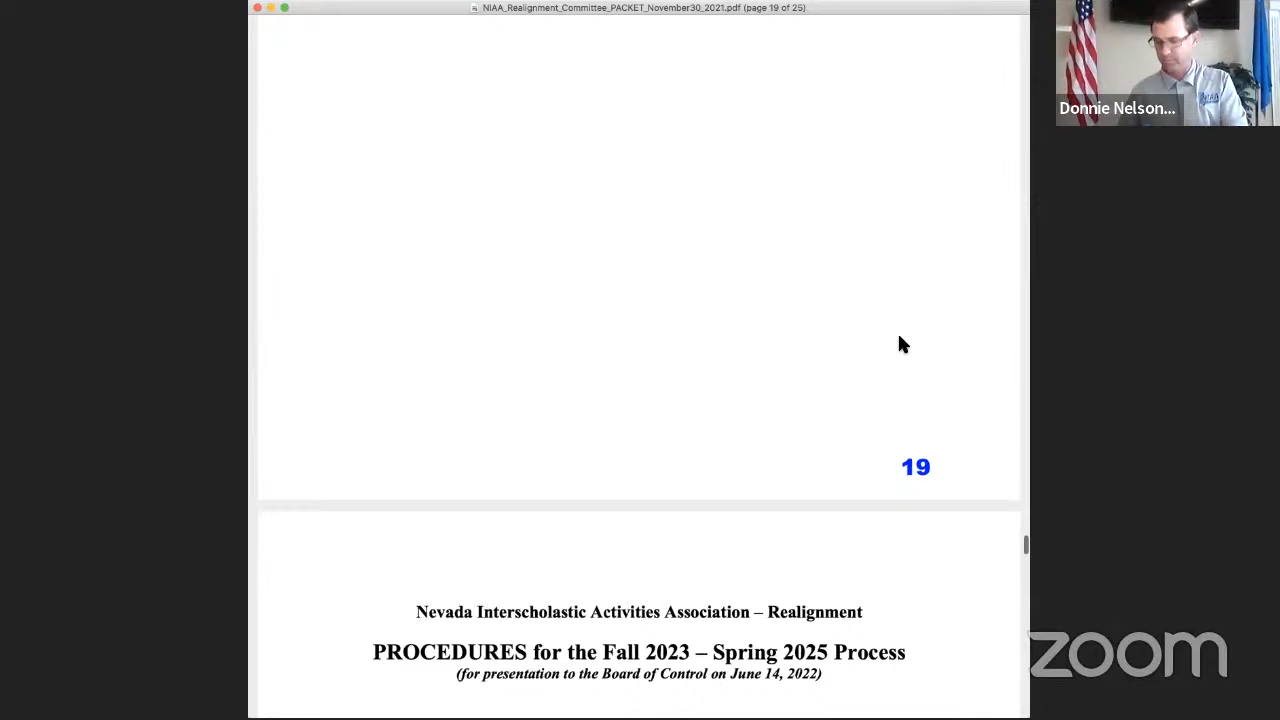 NIAA_Realignment_Committee_PACKET_November30_2021.pdf (page 19 of 25)
Donnie Nelson...
NIAA
19
Nevada Interscholastic Activities Association – Realignment
PROCEDURES for the Fall 2023 – Spring 2025 Process
(for presentation to the Board of Control on June 14, 2022)
zoom